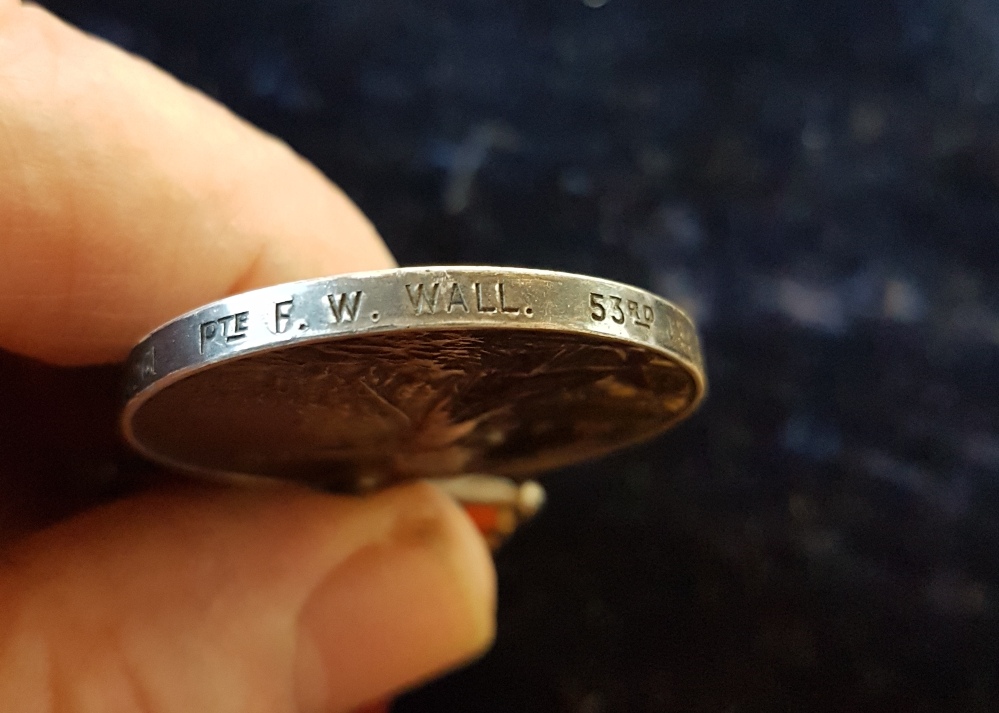 PTE F. W. WALL. 53RD